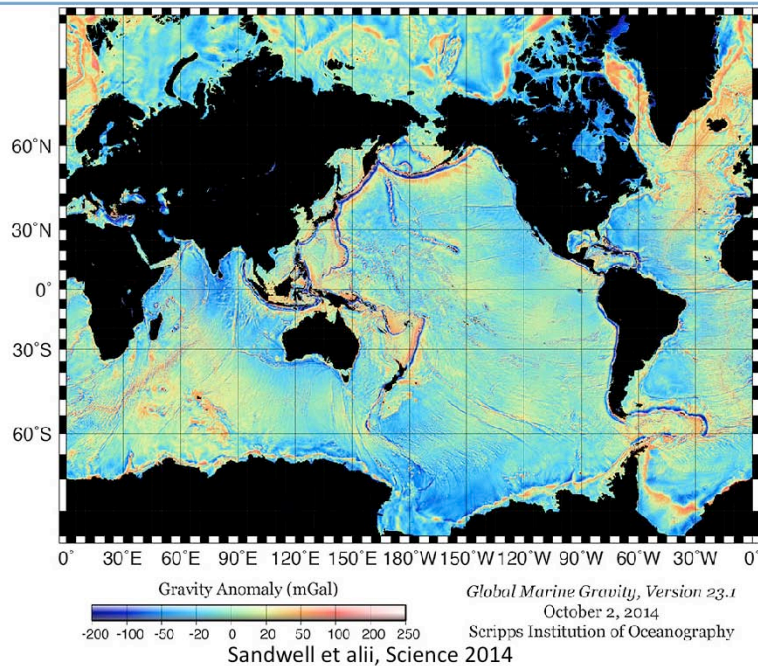 60˚N
30˚N
0˚
30˚S
60˚S
0˚ 30˚E 60˚E 90˚E 120˚E 150˚E 180˚W 150˚W 120˚W 90˚W 60˚W 30˚W 0˚
Gravity Anomaly (mGal)
-200 -100 -50 -20 0 20 50 100 200 250
Global Marine Gravity, Version 23.1
October 2, 2014
Scripps Institution of Oceanography
Sandwell et alii, Science 2014